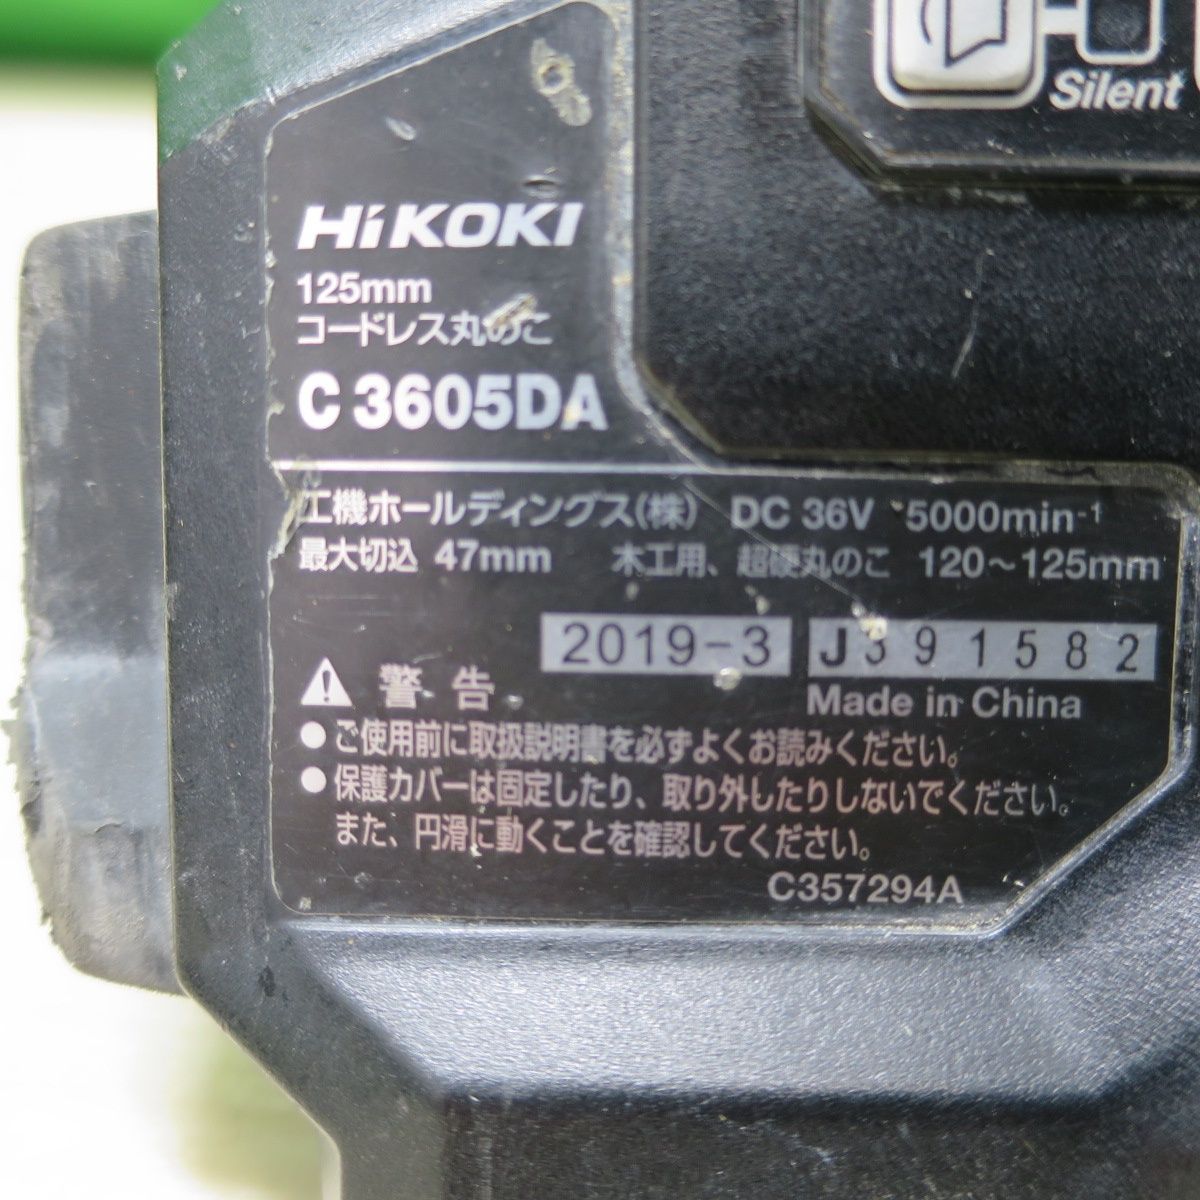 Silent
HiKOKI
125mm
コードレス丸のこ
C 3605DA
工機ホールディングス(株) DC 36V 5000min-1
最大切込 47mm 木工用、超硬丸のこ 120～125mm
2019-3 J391582
Made in China
警告
●ご使用前に取扱説明書を必ずよくお読みください。
●保護カバーは固定したり、取り外したりしないでください。
また、円滑に動くことを確認してください。
C357294A